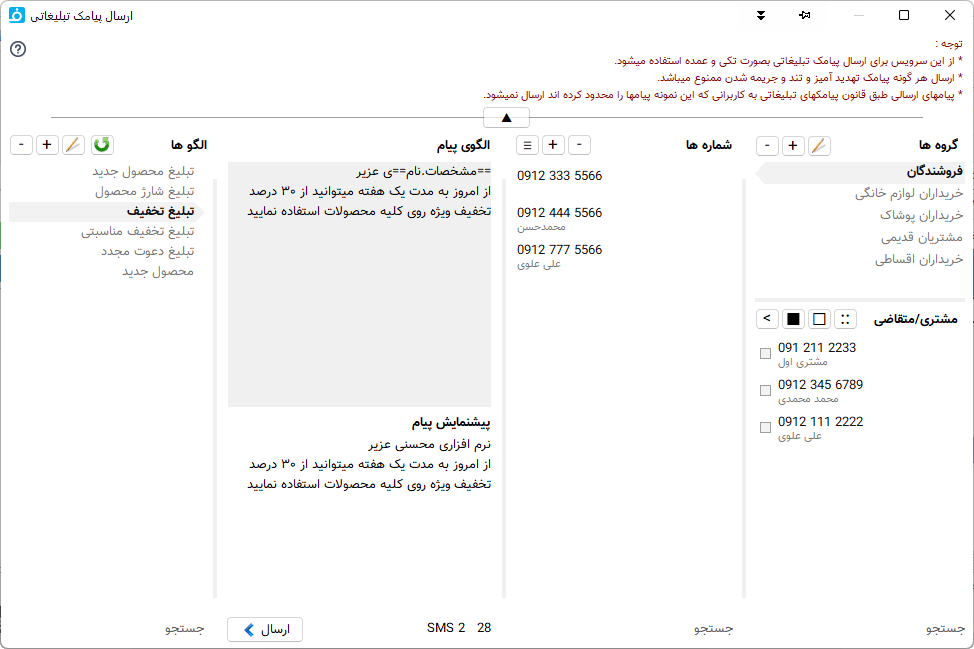 ارسال پیامک تبلیغاتی
توجه :
* از این سرویس برای ارسال پیامک تبلیغاتی بصورت تکی و عمده استفاده میشود.
* ارسال هر گونه پیامک تهدید آمیز و تند و جریمه شدن ممنوع میباشد.
* پیامهای ارسالی طبق قانون پیامکهای تبلیغاتی به کاربرانی که این نمونه پیامها را محدود کرده اند ارسال نمیشود.
گروه ها
فروشندگان
خریداران لوازم خانگی
خریداران پوشاک
مشتریان قدیمی
خریداران اقساطی
مشتری/متقاضی
091 211 2233
مشتری اول
0912 345 6789
محمد محمدی
0912 111 2222
علی علوی
جستجو
شماره ها
0912 333 5566
0912 444 5566
محمدحسن
0912 777 5566
علی علوی
جستجو
الگوی پیام
==مشخصات.نام==ی عزیر
از امروز به مدت یک هفته میتوانید از ۳۰ درصد
تخفیف ویژه روی کلیه محصولات استفاده نمایید
پیشنمایش پیام
نرم افزاری محسنی عزیر
از امروز به مدت یک هفته میتوانید از ۳۰ درصد
تخفیف ویژه روی کلیه محصولات استفاده نمایید
SMS 2 28
ارسال
الگو ها
تبلیغ محصول جدید
تبلیغ شارژ محصول
تبلیغ تخفیف
تبلیغ تخفیف مناسبتی
تبلیغ دعوت مجدد
محصول جدید
جستجو